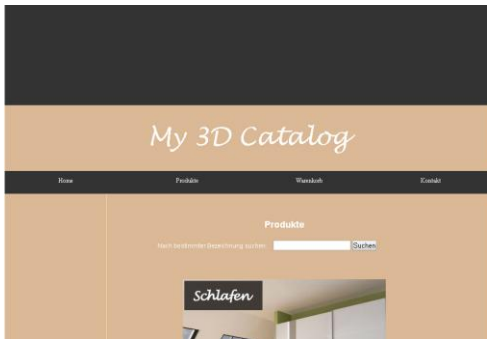 My 3D Catalog
Home Produkte Warenkorb Kontakt
Produkte
Nach bestimmter Bezeichnung suchen: Suchen
Schlafen